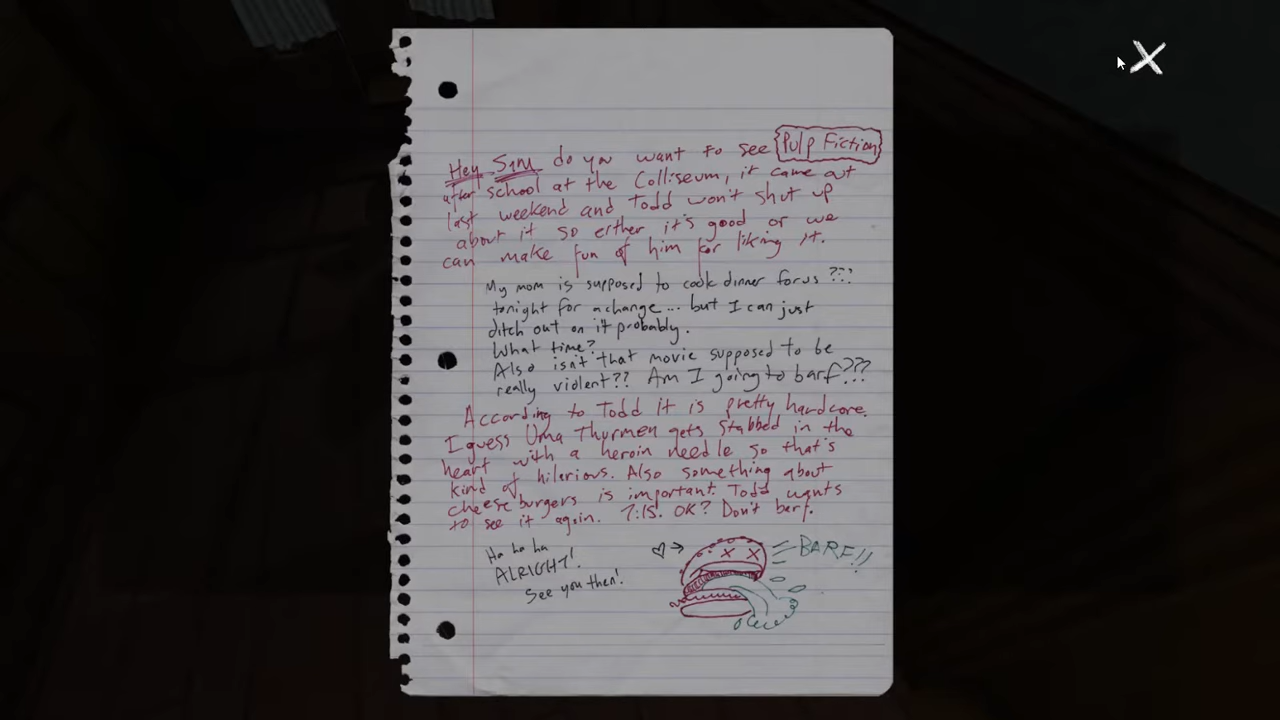 Hey Sam do you want to see Pulp Fiction
after school at the Colliseum, it came out
last weekend and Todd won't shut up
about it so either it's good or we
can make fun of him for liking it.
My mom is supposed to cook dinner for us???
tonight for a change... but I can just
ditch out on it probably.
What time?
Also isn't that movie supposed to be
really violent?? Am I going to barf???
According to Todd it is pretty hardcore.
I guess Uma Thurmen gets stabbed in the
heart with a heroin needle so that's
kind of hilerious. Also something about
cheeseburgers is important. Todd wants
to see it again. 7:15. OK? Don't barf.
Ha ha ha
ALRIGHT!
See you then!
BARF!!